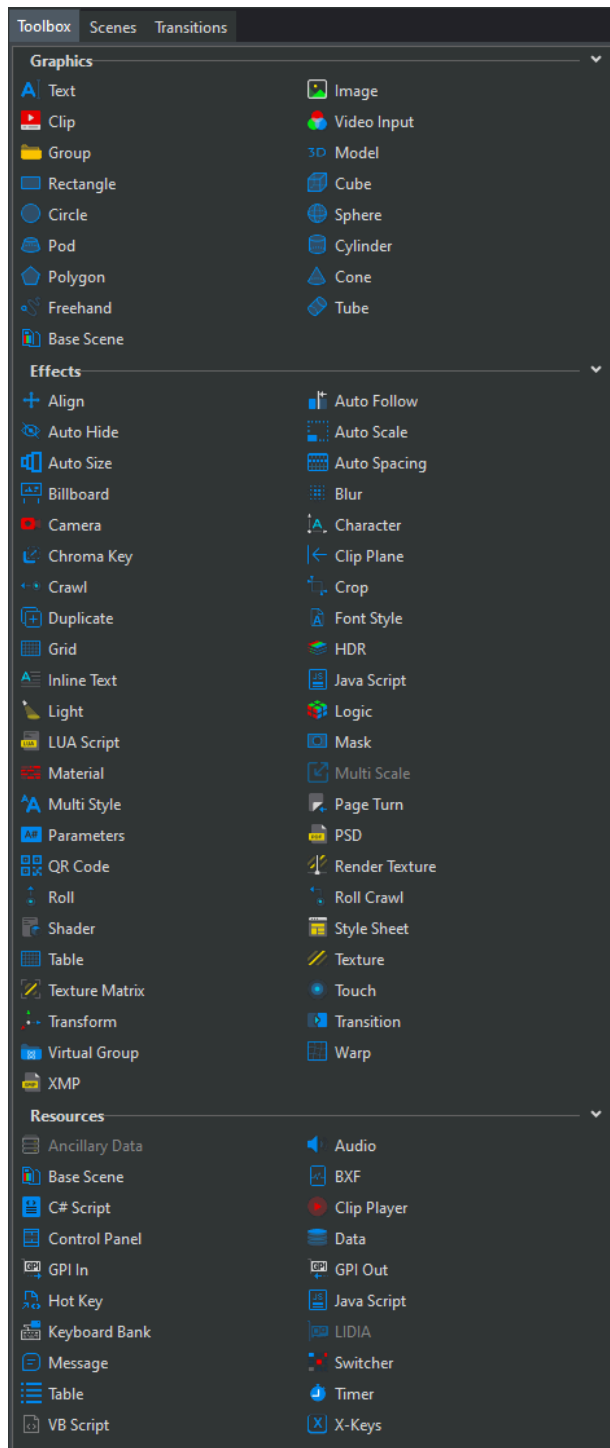 Toolbox Scenes Transitions
Graphics
Text Image
Clip Video Input
Group 3D Model
Rectangle Cube
Circle Sphere
Pod Cylinder
Polygon Cone
Freehand Tube
Base Scene
Effects
Align Auto Follow
Auto Hide Auto Scale
Auto Size Auto Spacing
Billboard Blur
Camera Character
Chroma Key Clip Plane
Crawl Crop
Duplicate Font Style
Grid HDR
Inline Text Java Script
Light Logic
LUA Script Mask
Material Multi Scale
Multi Style Page Turn
Parameters PSD
QR Code Render Texture
Roll Roll Crawl
Shader Style Sheet
Table Texture
Texture Matrix Touch
Transform Transition
Virtual Group Warp
XMP
Resources
Ancillary Data Audio
Base Scene BXF
C# Script Clip Player
Control Panel Data
GPI GPI In GPI GPI Out
Hot Key JS Java Script
Keyboard Bank LIDIA
Message Switcher
Table Timer
VB Script X X-Keys